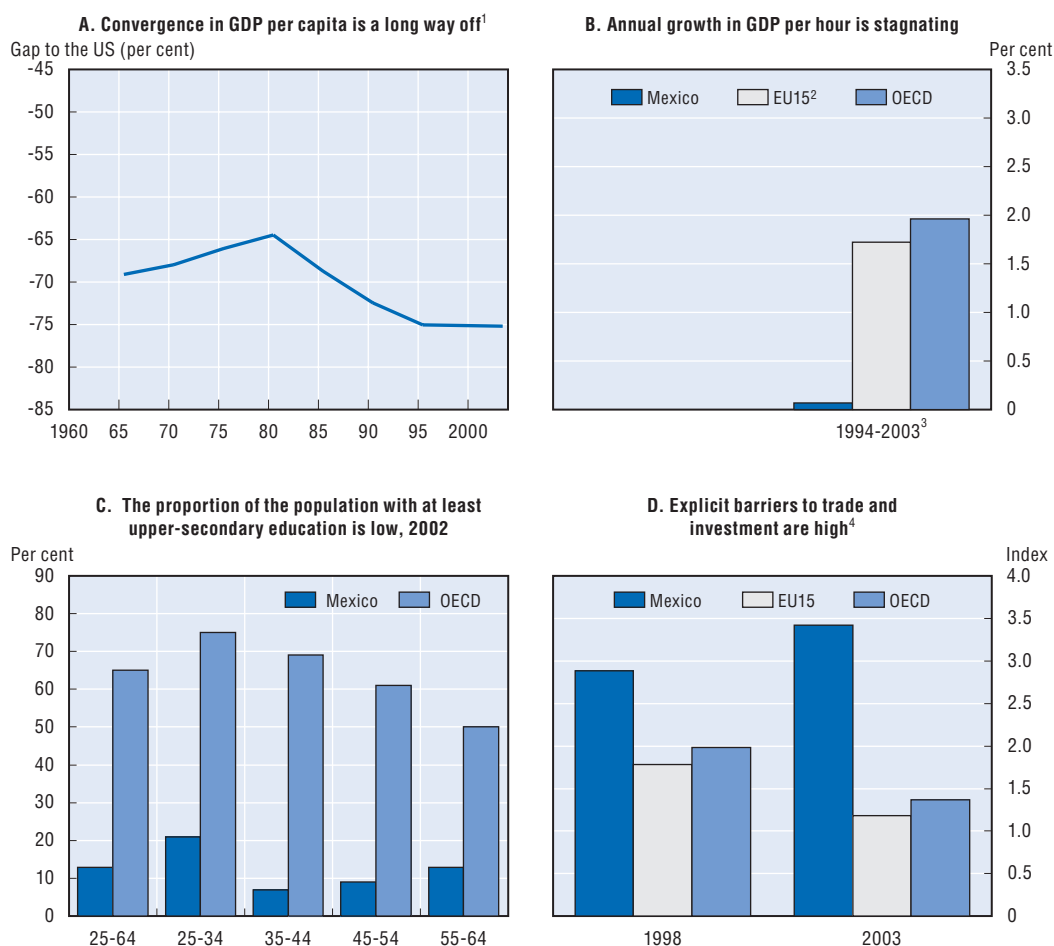 A. Convergence in GDP per capita is a long way off¹
Gap to the US (per cent)
-45
-50
-55
-60
-65
-70
-75
-80
-85
1960 65 70 75 80 85 90 95 2000
B. Annual growth in GDP per hour is stagnating
Per cent
3.5
3.0
2.5
2.0
1.5
1.0
0.5
0
Mexico EU15² OECD
1994-2003³
C. The proportion of the population with at least
upper-secondary education is low, 2002
Per cent
90
80
70
60
50
40
30
20
10
0
Mexico OECD
25-64 25-34 35-44 45-54 55-64
D. Explicit barriers to trade and
investment are high⁴
Index
4.0
3.5
3.0
2.5
2.0
1.5
1.0
0.5
0
Mexico EU15 OECD
1998 2003